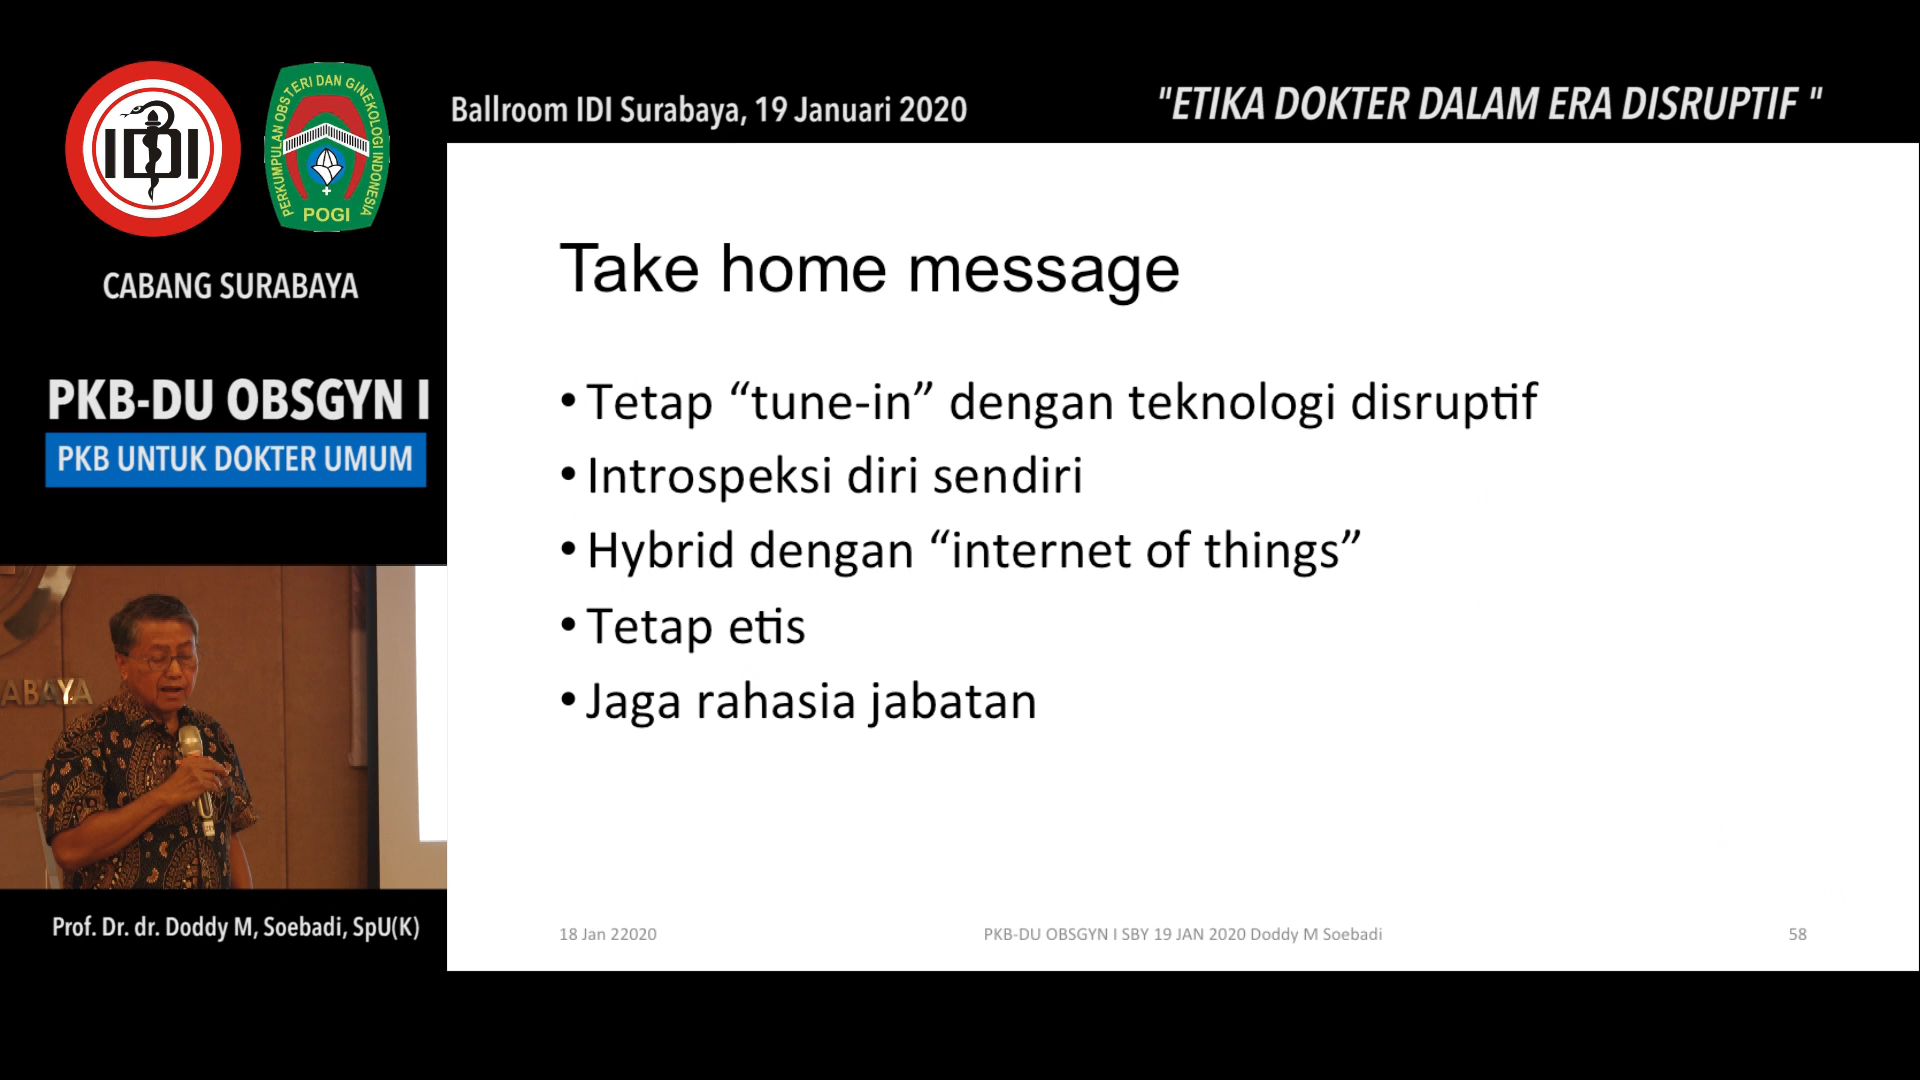 IDI
PERKUMPULAN OBSTERI DAN GINEKOLOGI INDONESIA
POGI
CABANG SURABAYA
PKB-DU OBSGYN I
PKB UNTUK DOKTER UMUM
ABAYA
Prof. Dr. dr. Doddy M, Soebadi, SpU(K)
Ballroom IDI Surabaya, 19 Januari 2020
"ETIKA DOKTER DALAM ERA DISRUPTIF "
Take home message
• Tetap “tune-in” dengan teknologi disruptif
• Introspeksi diri sendiri
• Hybrid dengan “internet of things”
• Tetap etis
• Jaga rahasia jabatan
18 Jan 22020
PKB-DU OBSGYN I SBY 19 JAN 2020 Doddy M Soebadi
58